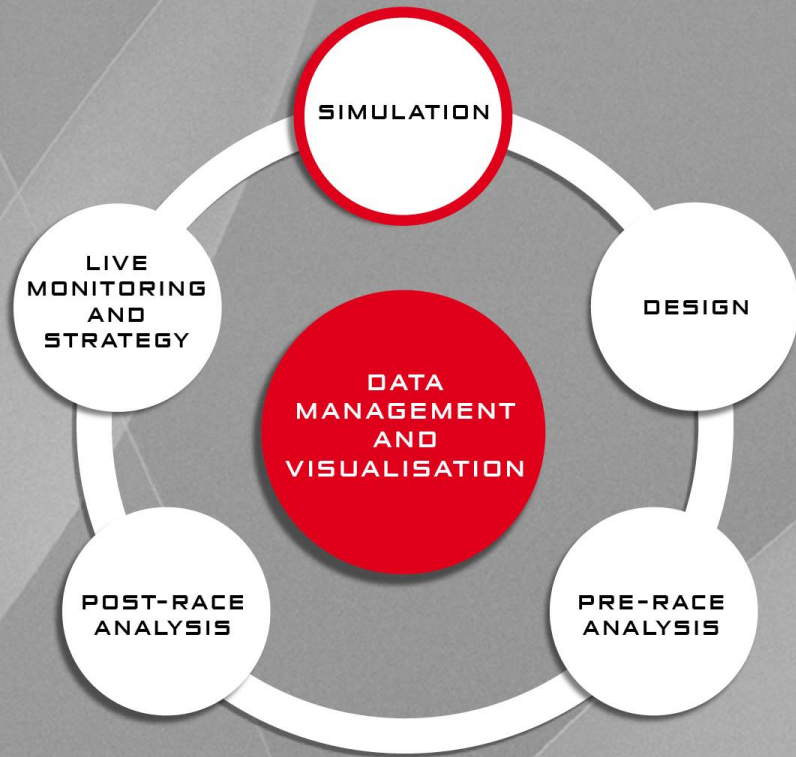 SIMULATION
LIVE
MONITORING
AND
STRATEGY
DESIGN
DATA
MANAGEMENT
AND
VISUALISATION
POST-RACE
ANALYSIS
PRE-RACE
ANALYSIS